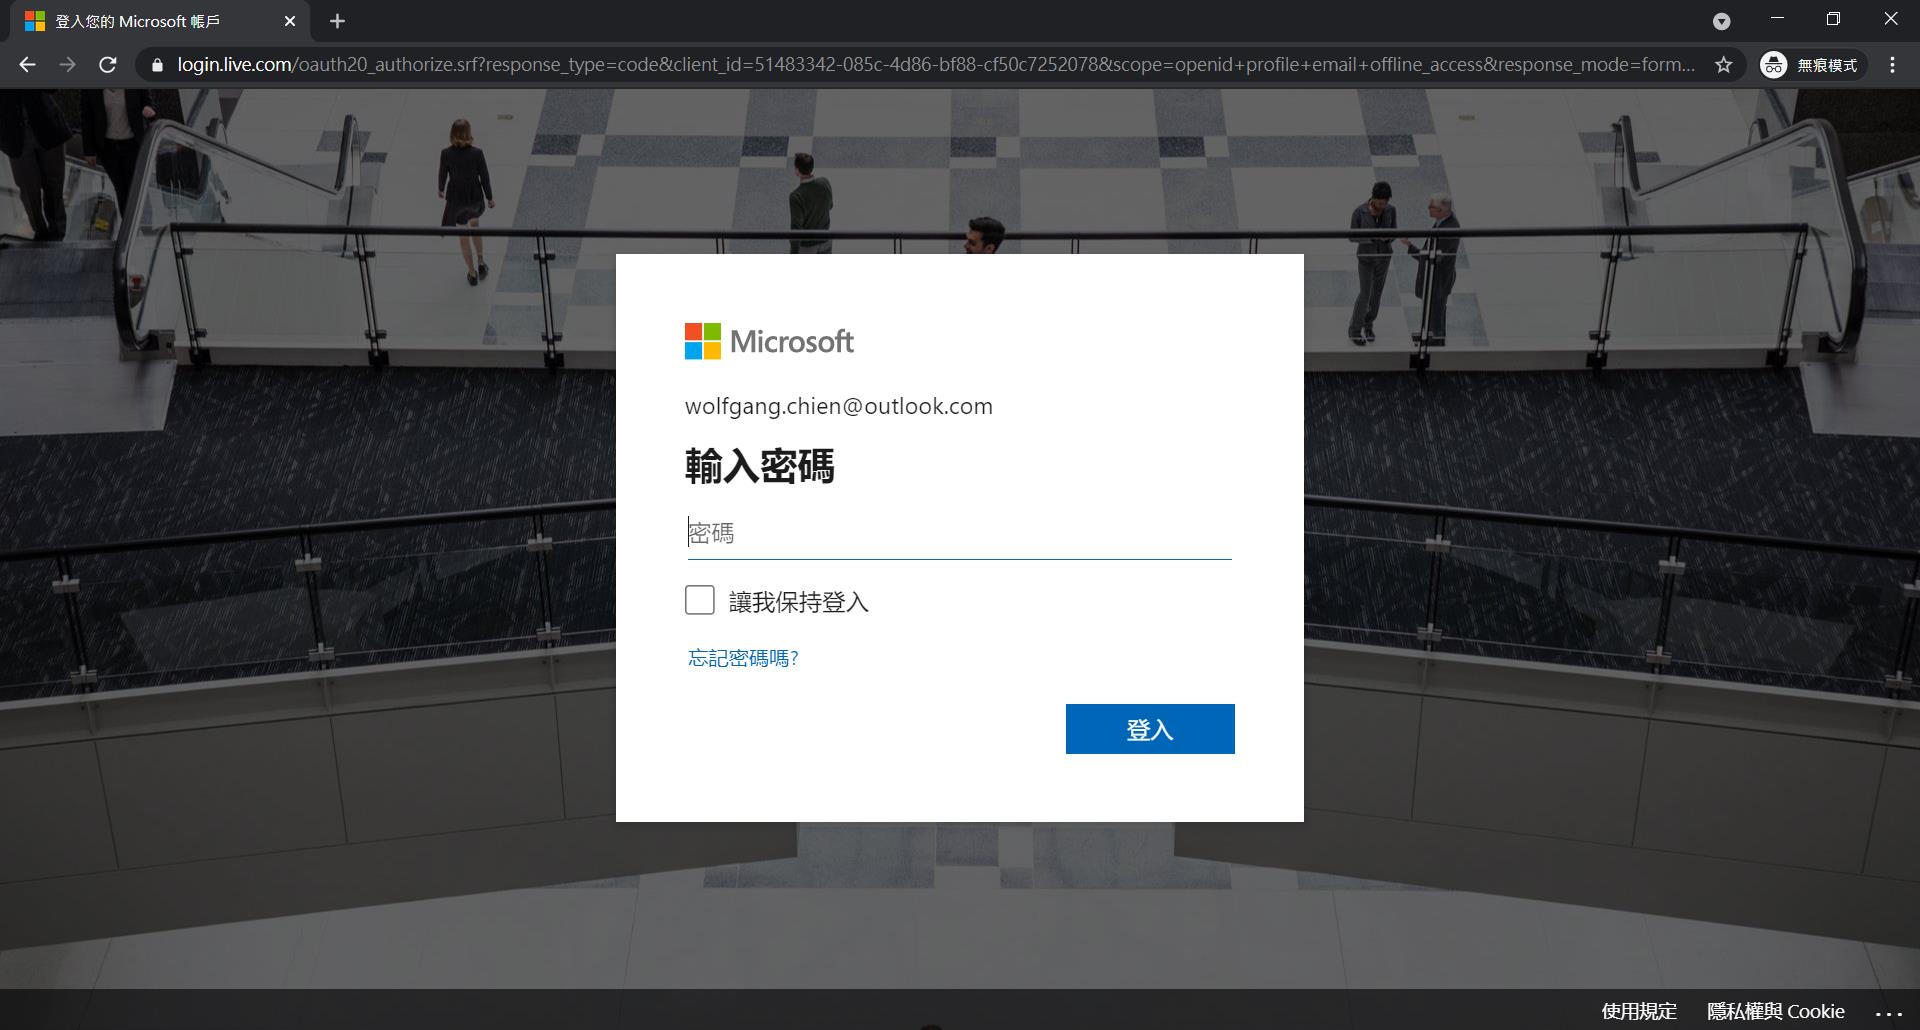 登入您的 Microsoft 帳戶
login.live.com/oauth20_authorize.srf?response_type=code&client_id=51483342-085c-4d86-bf88-cf50c7252078&scope=openid+profile+email+offline_access&response_mode=form...
無痕模式
Microsoft
wolfgang.chien@outlook.com
輸入密碼
密碼
讓我保持登入
忘記密碼嗎?
登入
使用規定 隱私權與 Cookie ...